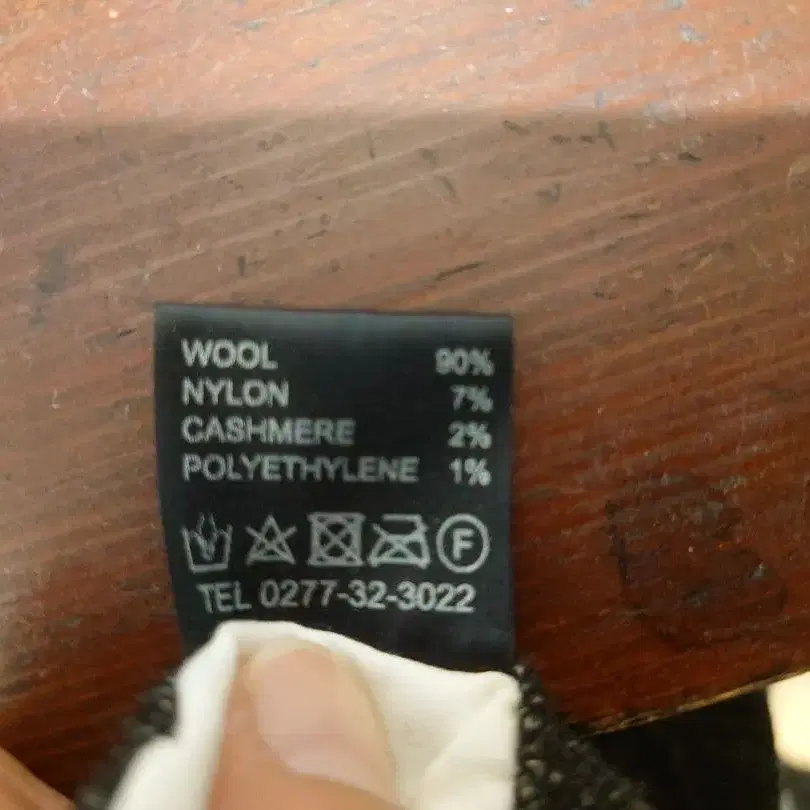 WOOL 90%
NYLON 7%
CASHMERE 2%
POLYETHYLENE 1%
F
TEL 0277-32-3022